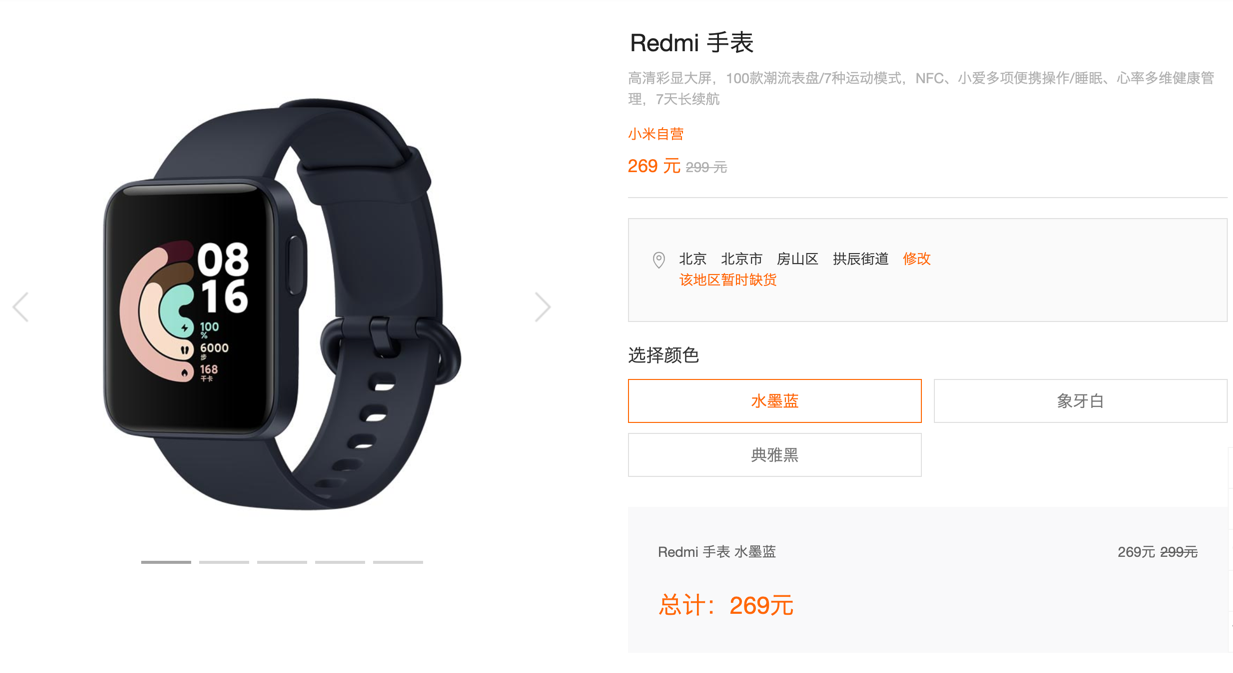 Redmi 手表
高清彩显大屏，100款潮流表盘/7种运动模式，NFC、小爱多项便携操作/睡眠、心率多维健康管
理，7天长续航
小米自营
269 元 299 元
北京 北京市 房山区 拱辰街道 修改
该地区暂时缺货
选择颜色
水墨蓝 象牙白
典雅黑
Redmi 手表 水墨蓝 269元 299元
总计：269元
08
16
100
%
6000
步
168
千卡